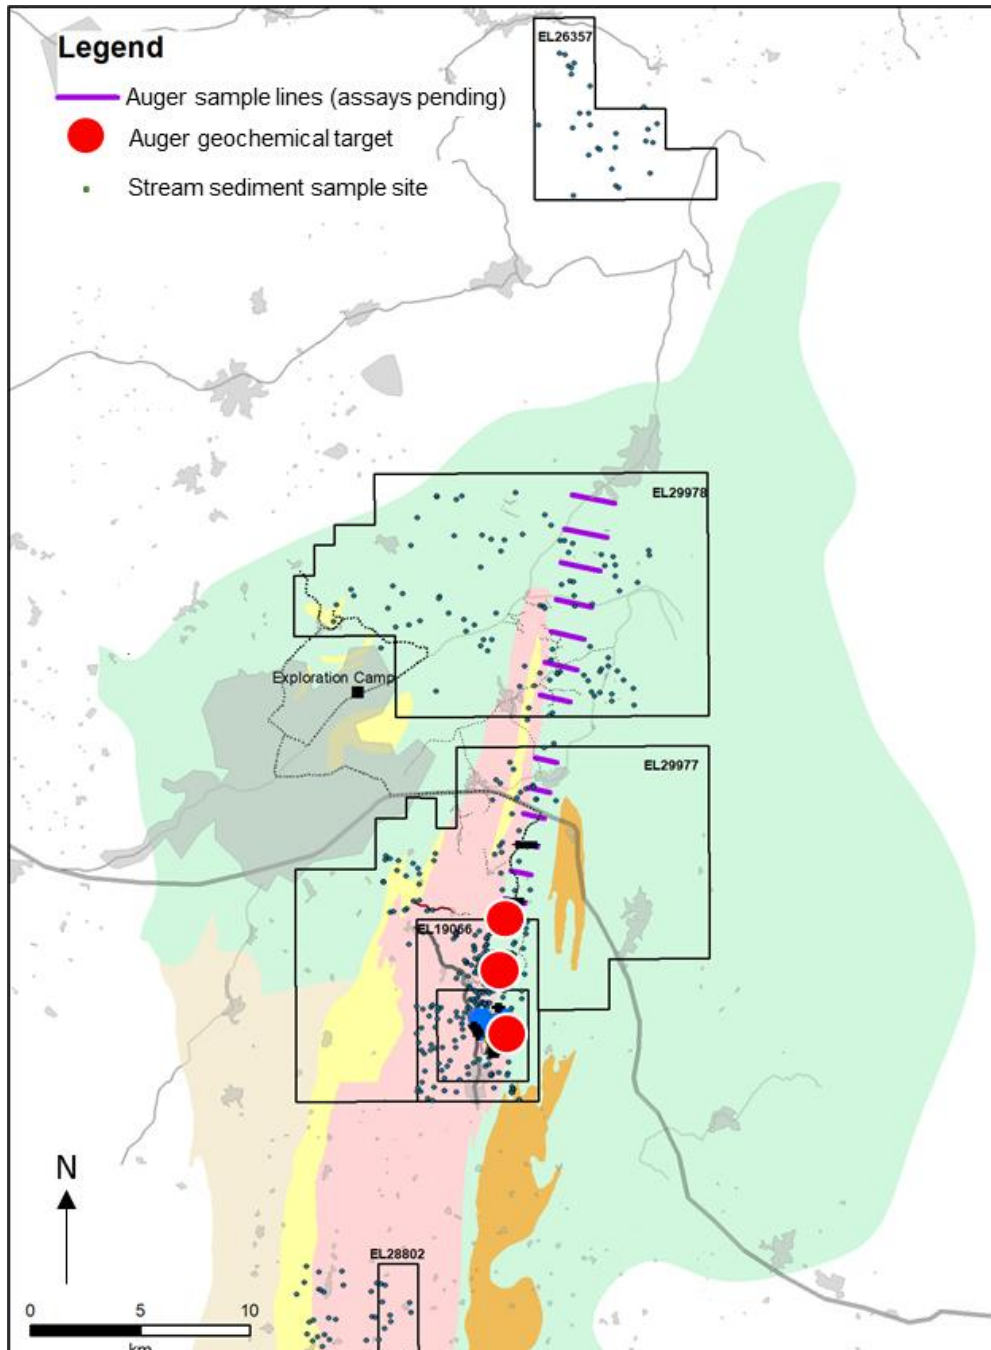 EL26357
Legend
Auger sample lines (assays pending)
Auger geochemical target
Stream sediment sample site
EL29978
Exploration Camp
EL29977
EL19066
N
EL28802
0 5 10
km